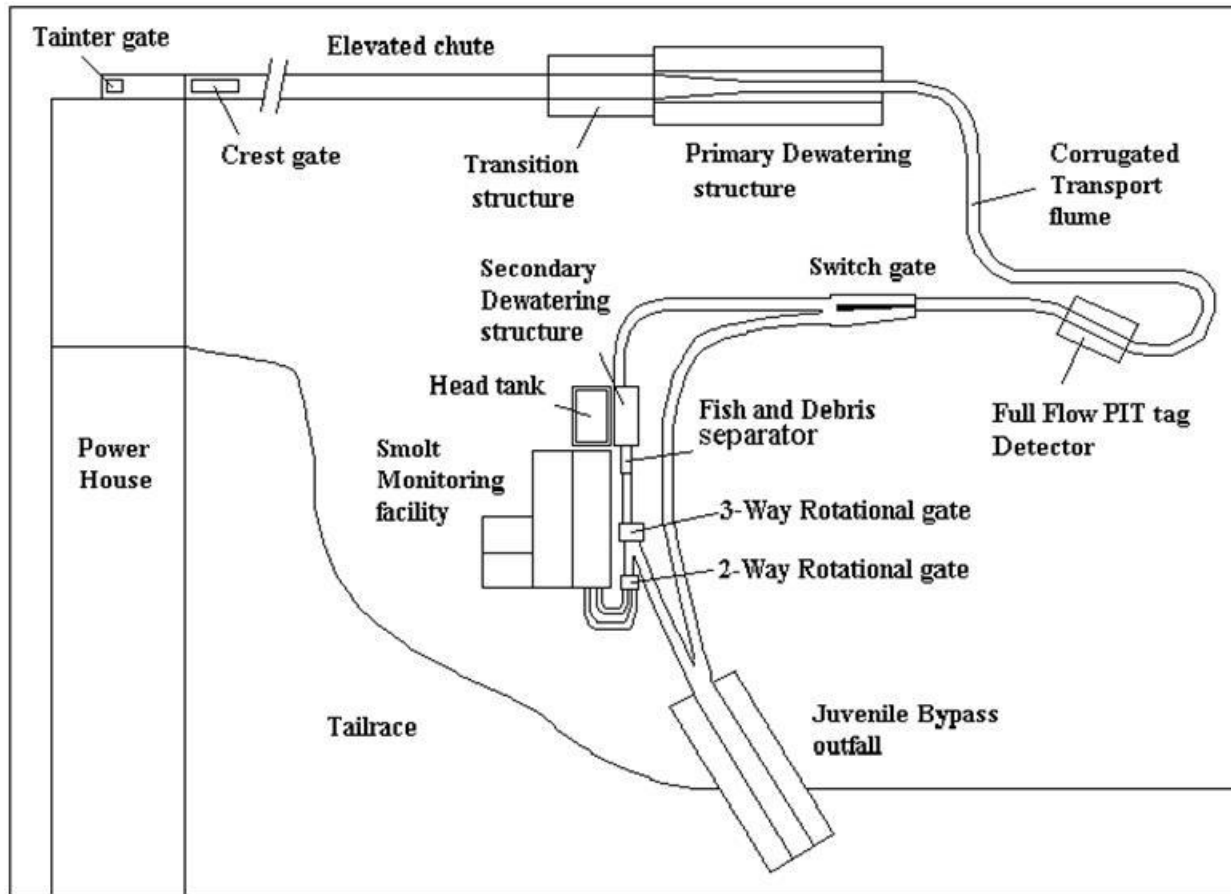 Tainter gate
Elevated chute
Crest gate
Transition
structure
Primary Dewatering
structure
Corrugated
Transport
flume
Secondary
Dewatering
structure
Switch gate
Head tank
Fish and Debris
separator
Full Flow PIT tag
Detector
Power
House
Smolt
Monitoring
facility
3-Way Rotational gate
2-Way Rotational gate
Tailrace
Juvenile Bypass
outfall